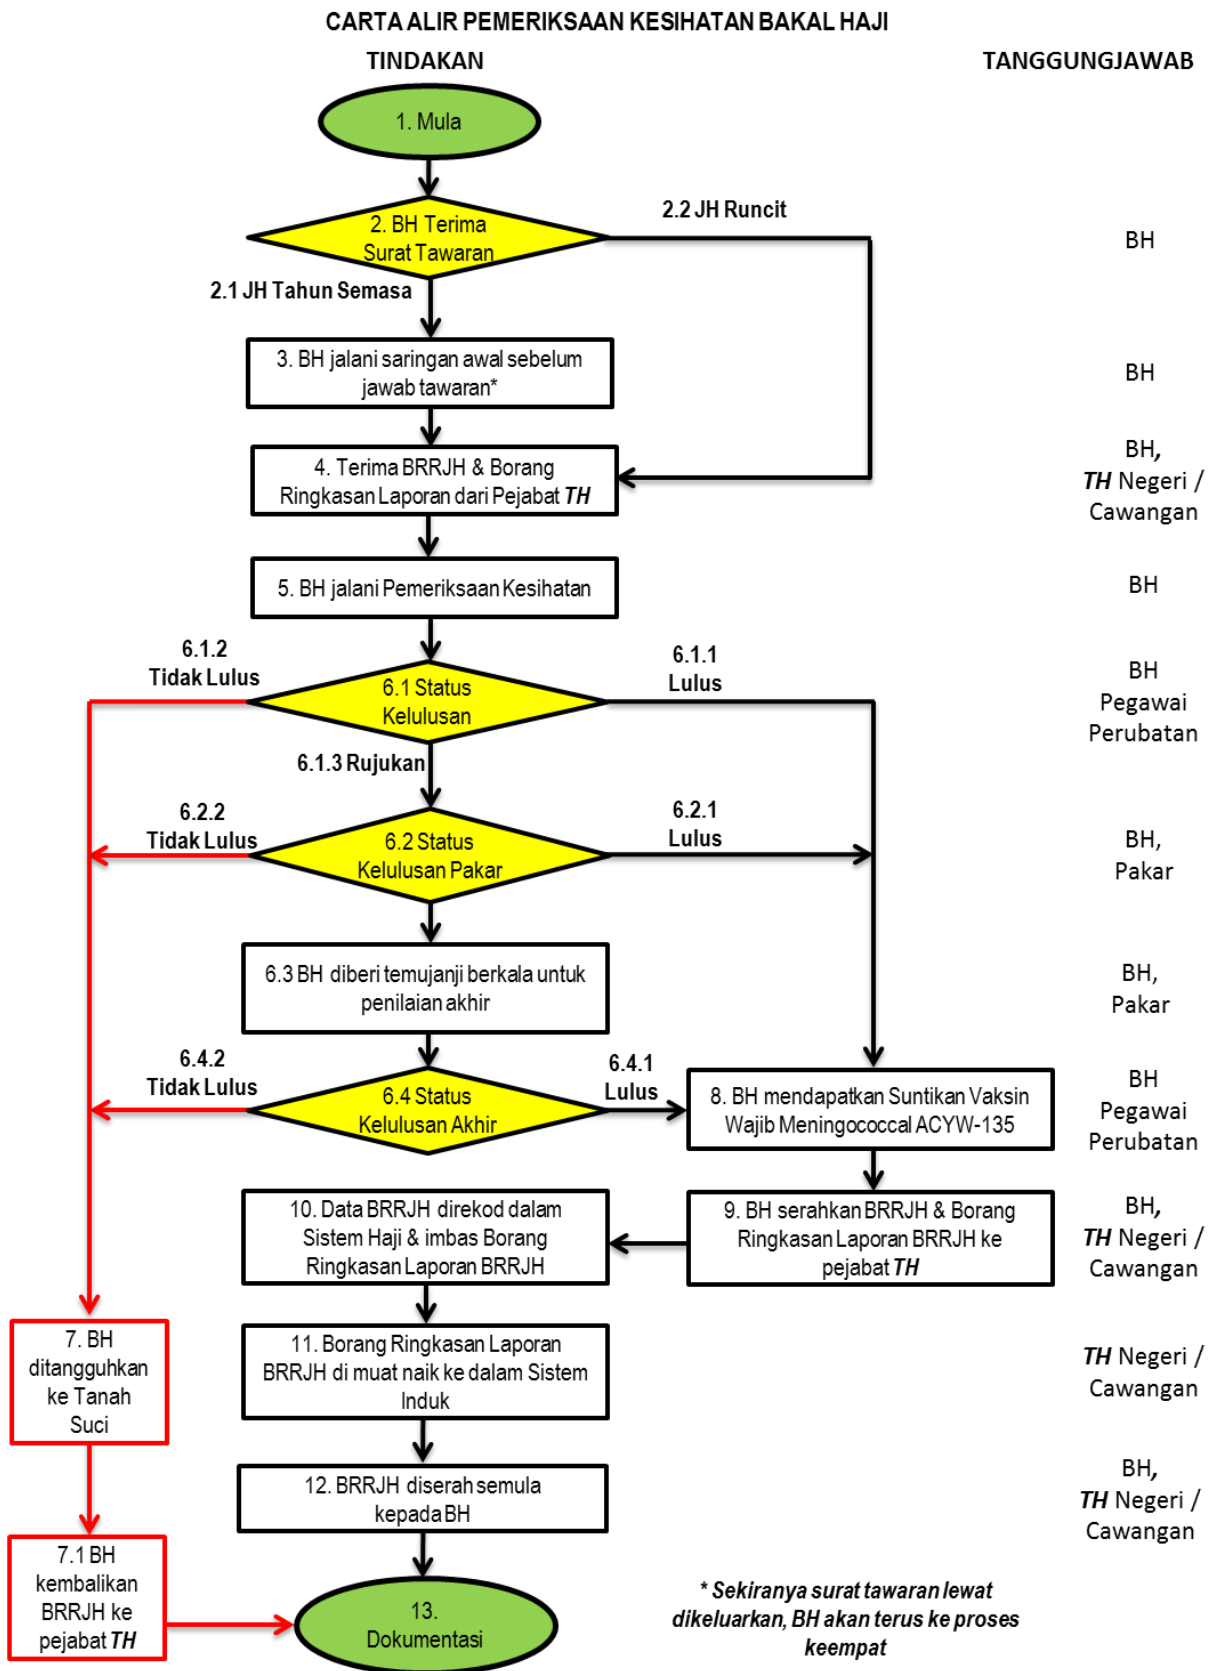 CARTA ALIR PEMERIKSAAN KESIHATAN BAKAL HAJI
TINDAKAN
TANGGUNGJAWAB
1. Mula
2. BH Terima
Surat Tawaran
2.2 JH Runcit
BH
2.1 JH Tahun Semasa
3. BH jalani saringan awal sebelum
jawab tawaran*
BH
4. Terima BRRJH & Borang
Ringkasan Laporan dari Pejabat TH
BH,
TH Negeri /
Cawangan
5. BH jalani Pemeriksaan Kesihatan
BH
6.1.2
Tidak Lulus
6.1 Status
Kelulusan
6.1.1
Lulus
BH
Pegawai
Perubatan
6.1.3 Rujukan
6.2.2
Tidak Lulus
6.2 Status
Kelulusan Pakar
6.2.1
Lulus
BH,
Pakar
6.3 BH diberi temujanji berkala untuk
penilaian akhir
BH,
Pakar
6.4.2
Tidak Lulus
6.4 Status
Kelulusan Akhir
6.4.1
Lulus
8. BH mendapatkan Suntikan Vaksin
Wajib Meningococcal ACYW-135
BH
Pegawai
Perubatan
10. Data BRRJH direkod dalam
Sistem Haji & imbas Borang
Ringkasan Laporan BRRJH
9. BH serahkan BRRJH & Borang
Ringkasan Laporan BRRJH ke
pejabat TH
BH,
TH Negeri /
Cawangan
7. BH
ditangguhkan
ke Tanah
Suci
11. Borang Ringkasan Laporan
BRRJH di muat naik ke dalam Sistem
Induk
TH Negeri /
Cawangan
12. BRRJH diserah semula
kepada BH
BH,
TH Negeri /
Cawangan
7.1 BH
kembalikan
BRRJH ke
pejabat TH
13.
Dokumentasi
* Sekiranya surat tawaran lewat
dikeluarkan, BH akan terus ke proses
keempat